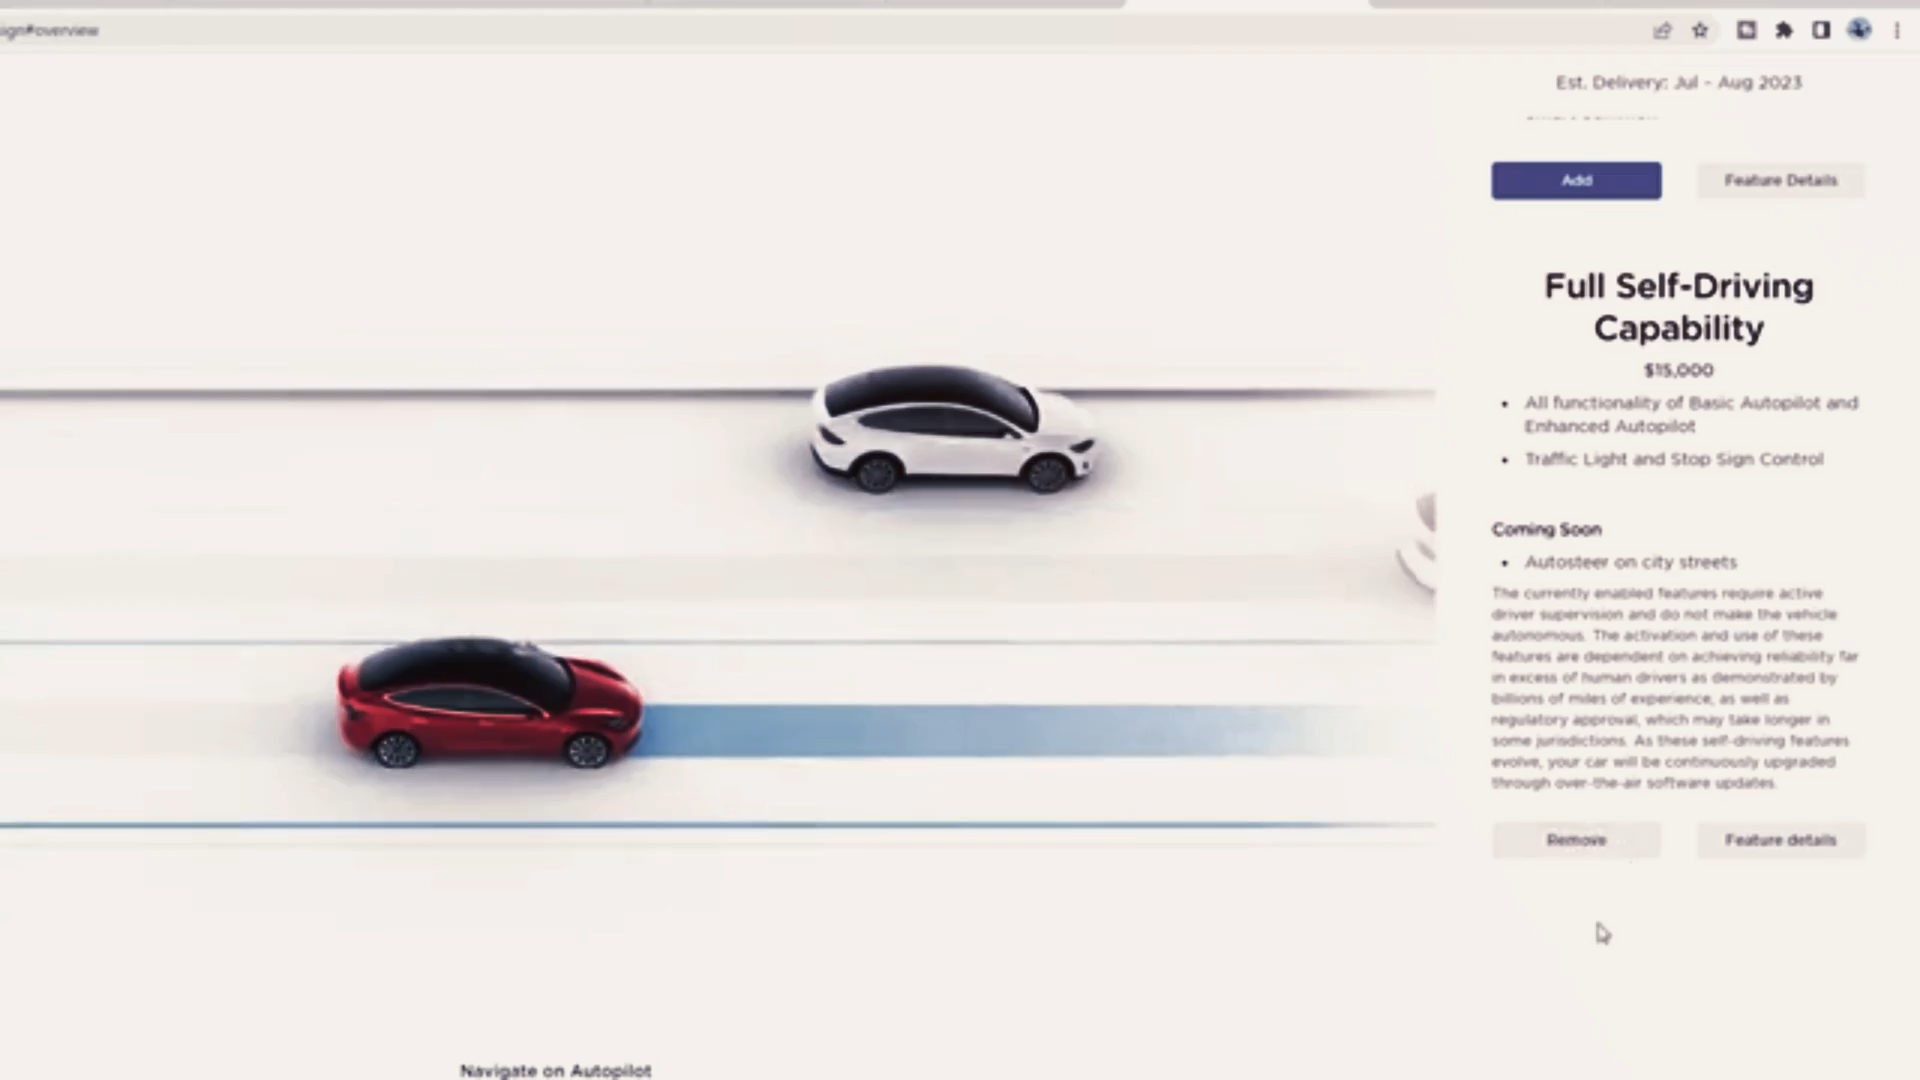 ign#overview
Est. Delivery: Jul - Aug 2023
Add
Feature Details
Full Self-Driving
Capability
$15,000
• All functionality of Basic Autopilot and
Enhanced Autopilot
• Traffic Light and Stop Sign Control
Coming Soon
• Autosteer on city streets
The currently enabled features require active
driver supervision and do not make the vehicle
autonomous. The activation and use of these
features are dependent on achieving reliability far
in excess of human drivers as demonstrated by
billions of miles of experience, as well as
regulatory approval, which may take longer in
some jurisdictions. As these self-driving features
evolve, your car will be continuously upgraded
through over-the-air software updates.
Remove
Feature details
Navigate on Autopilot